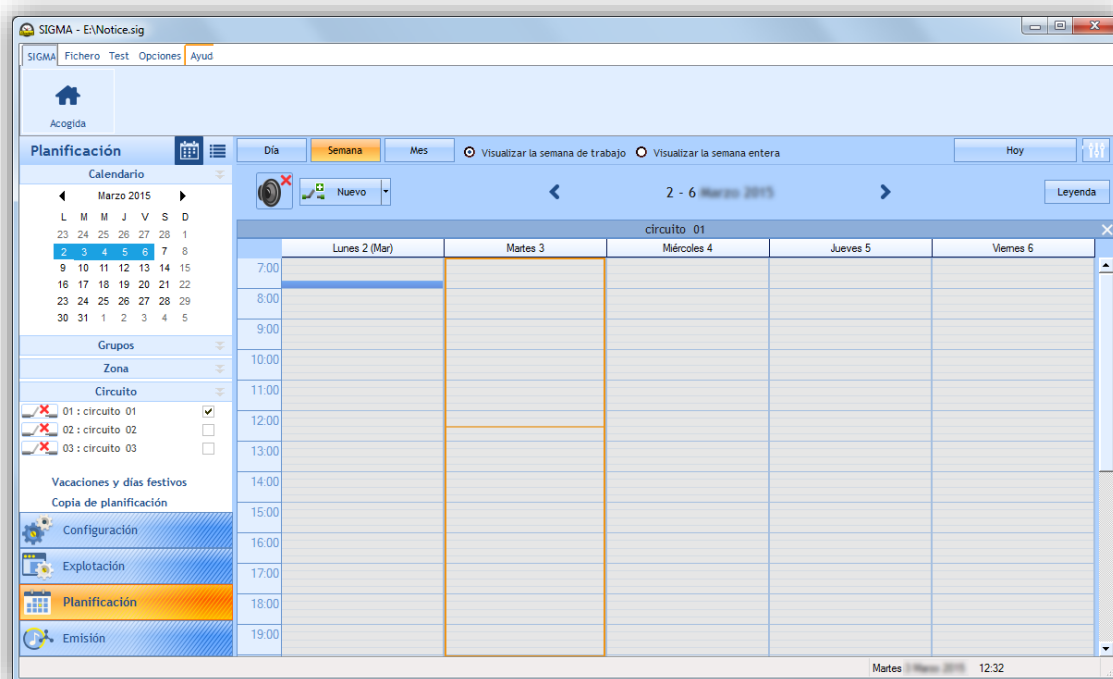 SIGMA - E:\Notice.sig
SIGMA Fichero Test Opciones Ayud
Acogida
Planificación
Calendario
Marzo 2015
L M M J V S D
23 24 25 26 27 28 1
2 3 4 5 6 7 8
9 10 11 12 13 14 15
16 17 18 19 20 21 22
23 24 25 26 27 28 29
30 31 1 2 3 4 5
Grupos
Zona
Circuito
01 : circuito 01
02 : circuito 02
03 : circuito 03
Vacaciones y días festivos
Copia de planificación
Configuración
Explotación
Planificación
Emisión
Día Semana Mes Visualizar la semana de trabajo Visualizar la semana entera Hoy
Nuevo 2 - 6 Marzo 2015 Leyenda
circuito 01
Lunes 2 (Mar) Martes 3 Miércoles 4 Jueves 5 Viernes 6
7:00
8:00
9:00
10:00
11:00
12:00
13:00
14:00
15:00
16:00
17:00
18:00
19:00
Martes 3 Marzo 2015 12:32